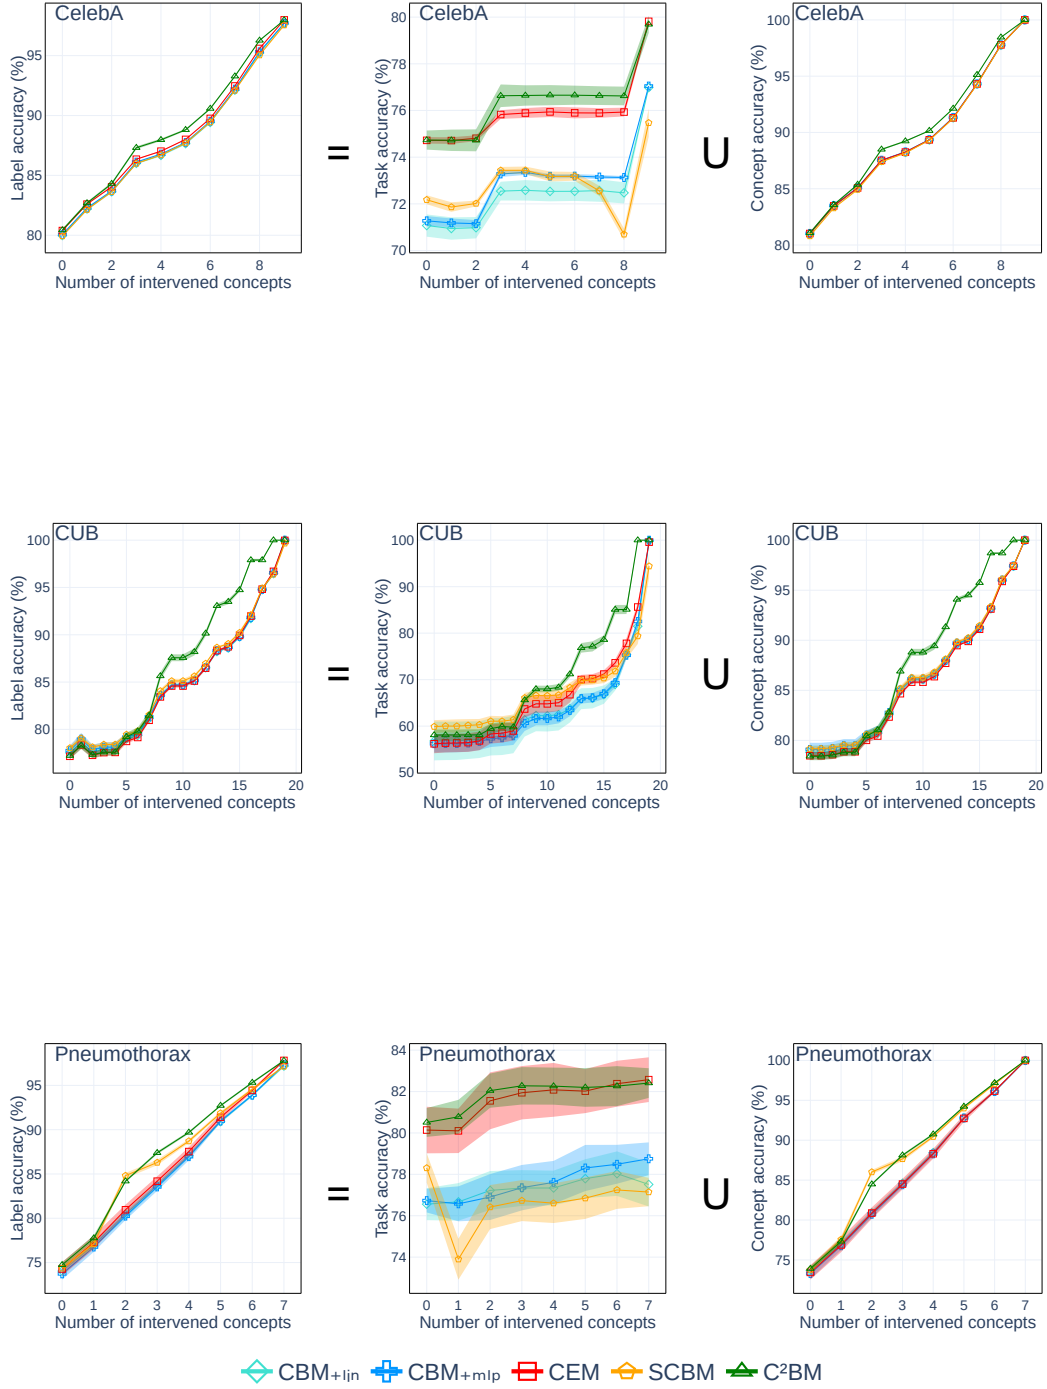 CelebA
Label accuracy (%)
95
90
85
80
0 2 4 6 8
Number of intervened concepts
=
CelebA
Task accuracy (%)
80
78
76
74
72
70
0 2 4 6 8
Number of intervened concepts
U
CelebA
Concept accuracy (%)
100
95
90
85
80
0 2 4 6 8
Number of intervened concepts
CUB
Label accuracy (%)
100
95
90
85
80
0 5 10 15 20
Number of intervened concepts
=
CUB
Task accuracy (%)
100
90
80
70
60
50
0 5 10 15 20
Number of intervened concepts
U
CUB
Concept accuracy (%)
100
95
90
85
80
0 5 10 15 20
Number of intervened concepts
Pneumothorax
Label accuracy (%)
95
90
85
80
75
0 1 2 3 4 5 6 7
Number of intervened concepts
=
Pneumothorax
Task accuracy (%)
84
82
80
78
76
74
0 1 2 3 4 5 6 7
Number of intervened concepts
U
Pneumothorax
Concept accuracy (%)
100
95
90
85
80
75
0 1 2 3 4 5 6 7
Number of intervened concepts
CBM+lin CBM+mlp CEM SCBM C²BM